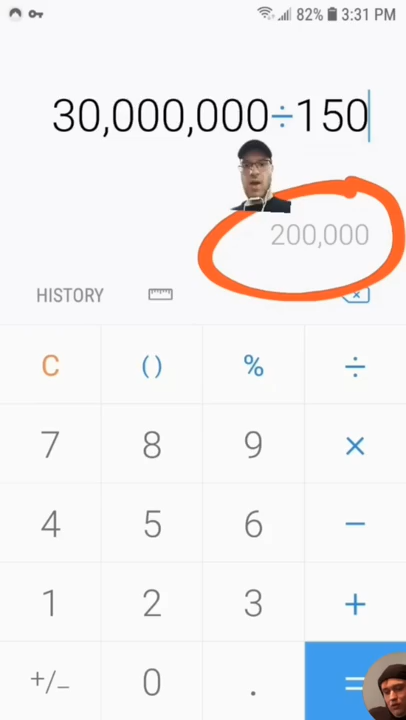 82% 3:31 PM
30,000,000÷150
200,000
HISTORY
C ( ) % ÷
7 8 9 ×
4 5 6 −
1 2 3 +
+/− 0 . =